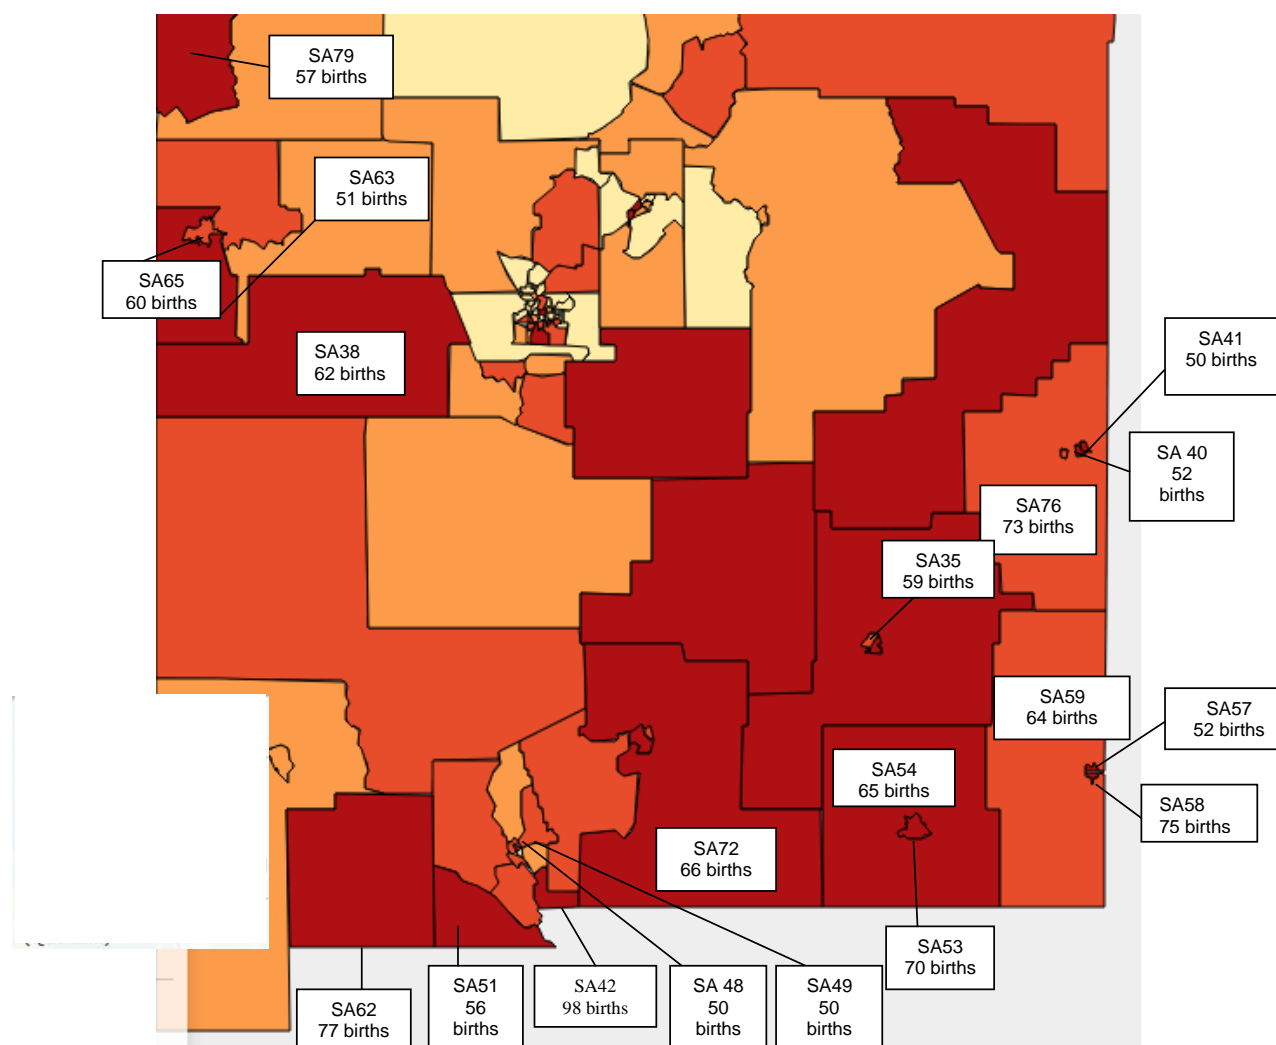 SA79
57 births
SA63
51 births
SA65
60 births
SA38
62 births
SA41
50 births
SA 40
52
births
SA76
73 births
SA35
59 births
SA59
64 births
SA57
52 births
SA54
65 births
SA58
75 births
SA72
66 births
SA53
70 births
SA62
77 births
SA51
56
births
SA42
98 births
SA 48
50
births
SA49
50
births